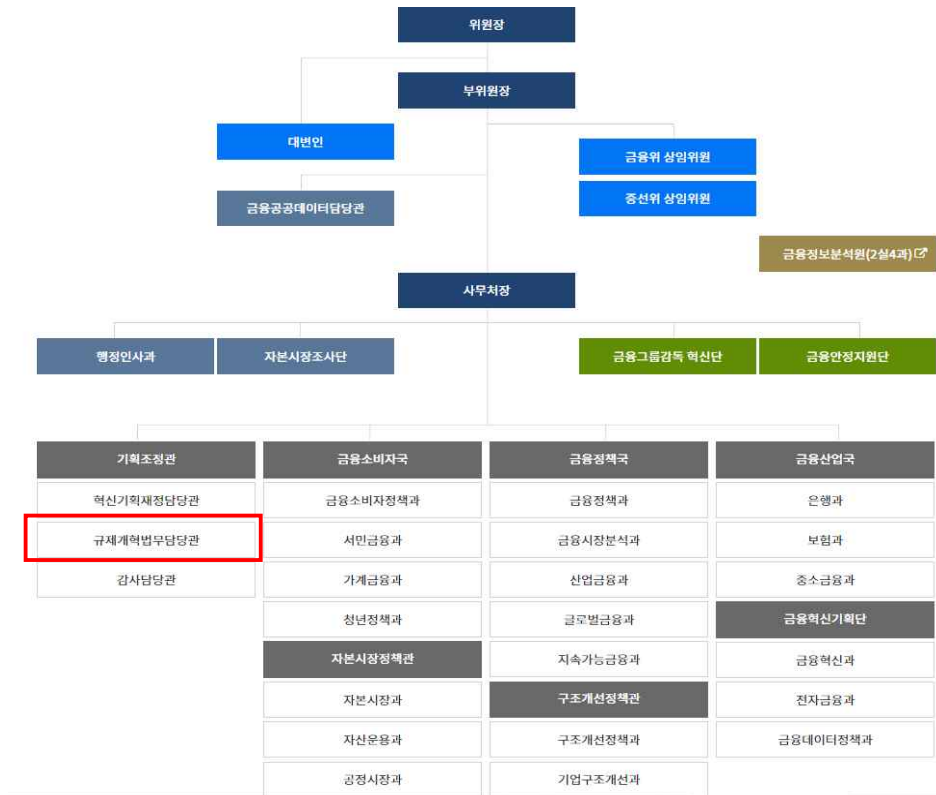 위원장
부위원장
대변인
금융위 상임위원
증선위 상임위원
금융공공데이터담당관
금융정보분석원(2실4과)
사무처장
행정인사과
자본시장조사단
금융그룹감독 혁신단
금융안정지원단
기획조정관
금융소비자국
금융정책국
금융산업국
혁신기획재정담당관
금융소비자정책과
금융정책과
은행과
규제개혁법무담당관
서민금융과
금융시장분석과
보험과
감사담당관
가계금융과
산업금융과
중소금융과
청년정책과
글로벌금융과
금융혁신기획단
자본시장정책관
지속가능금융과
금융혁신과
자본시장과
구조개선정책관
전자금융과
자산운용과
구조개선정책과
금융데이터정책과
공정시장과
기업구조개선과